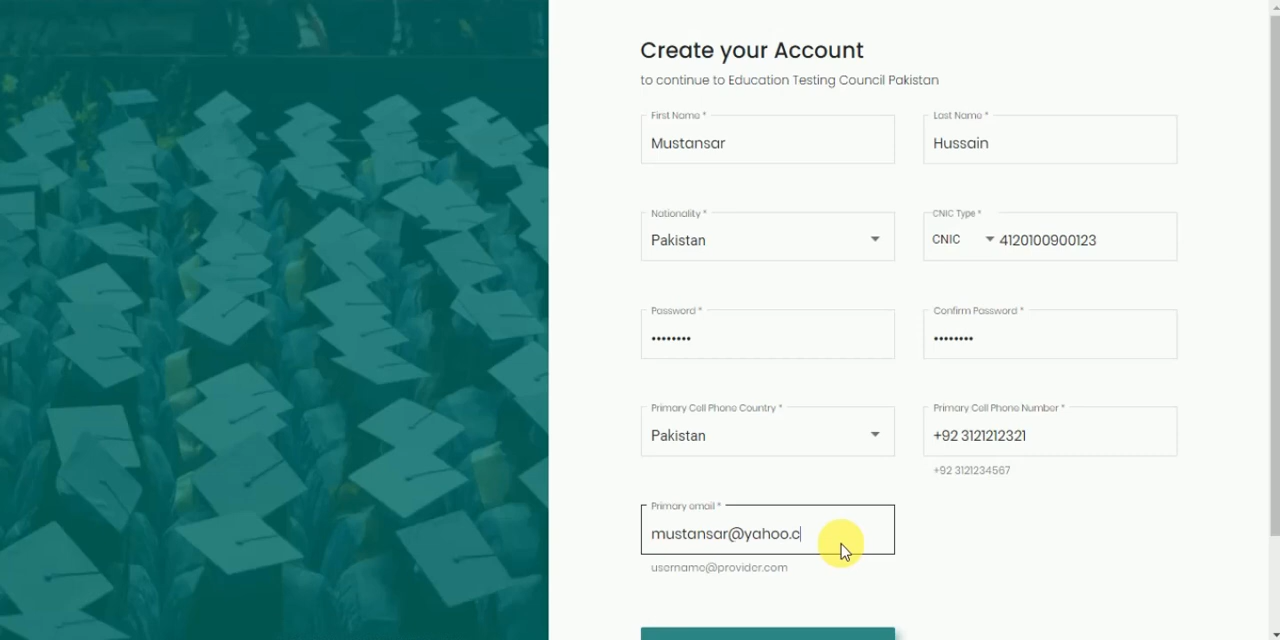 Create your Account
to continue to Education Testing Council Pakistan
First Name *
Last Name *
Mustansar
Hussain
Nationality *
CNIC Type *
Pakistan
CNIC 4120100900123
Password *
Confirm Password *
••••••••
••••••••
Primary Cell Phone Country *
Primary Cell Phone Number *
Pakistan
+92 3121212321
+92 3121234567
Primary email *
mustansar@yahoo.c
username@provider.com